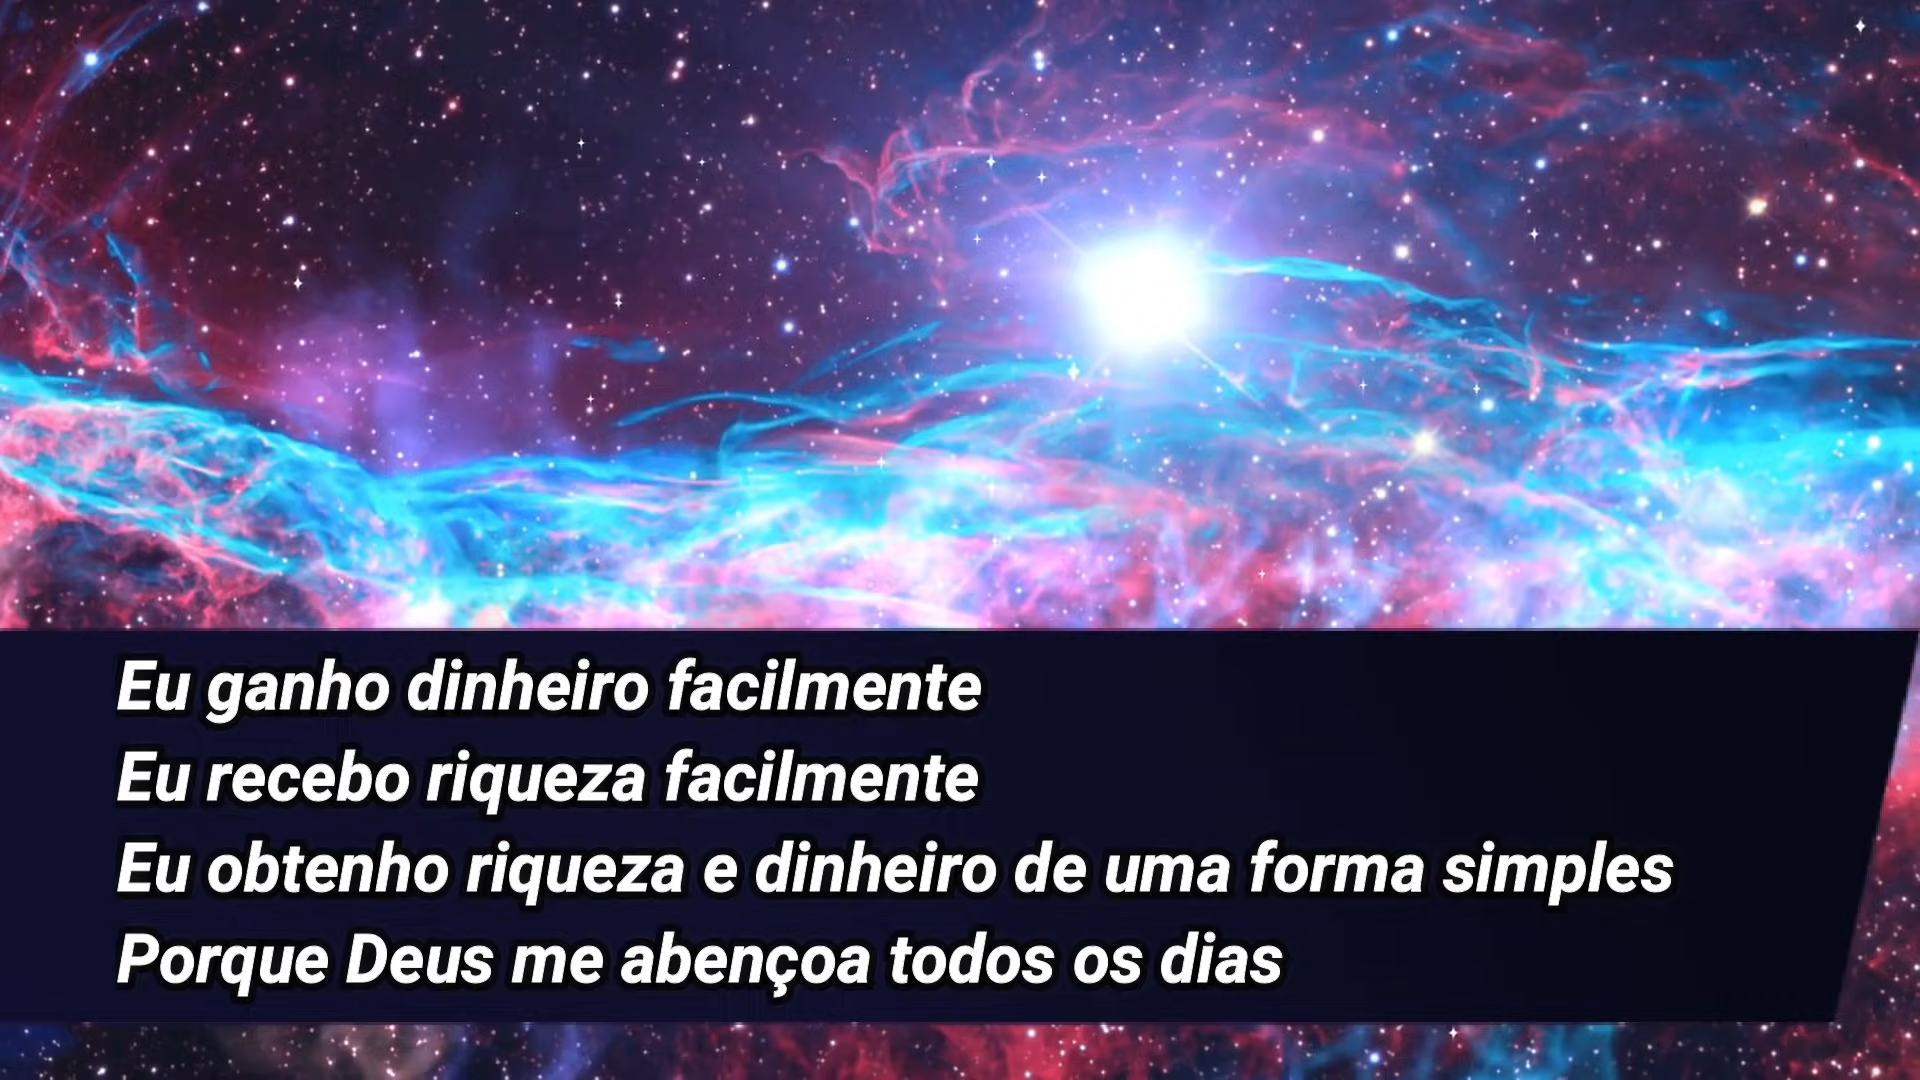 Eu ganho dinheiro facilmente
Eu recebo riqueza facilmente
Eu obtenho riqueza e dinheiro de uma forma simples
Porque Deus me abençoa todos os dias